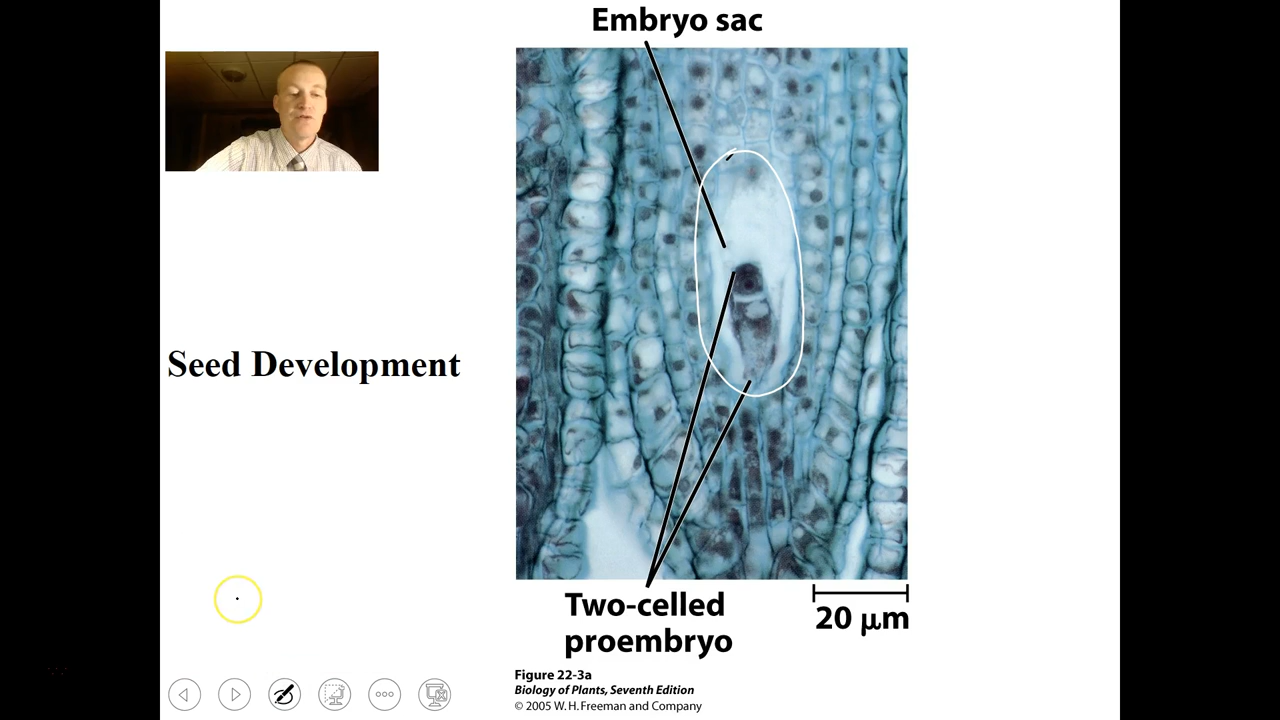 Embryo sac
Seed Development
Two-celled
proembryo
20 μm
Figure 22-3a
Biology of Plants, Seventh Edition
© 2005 W. H. Freeman and Company